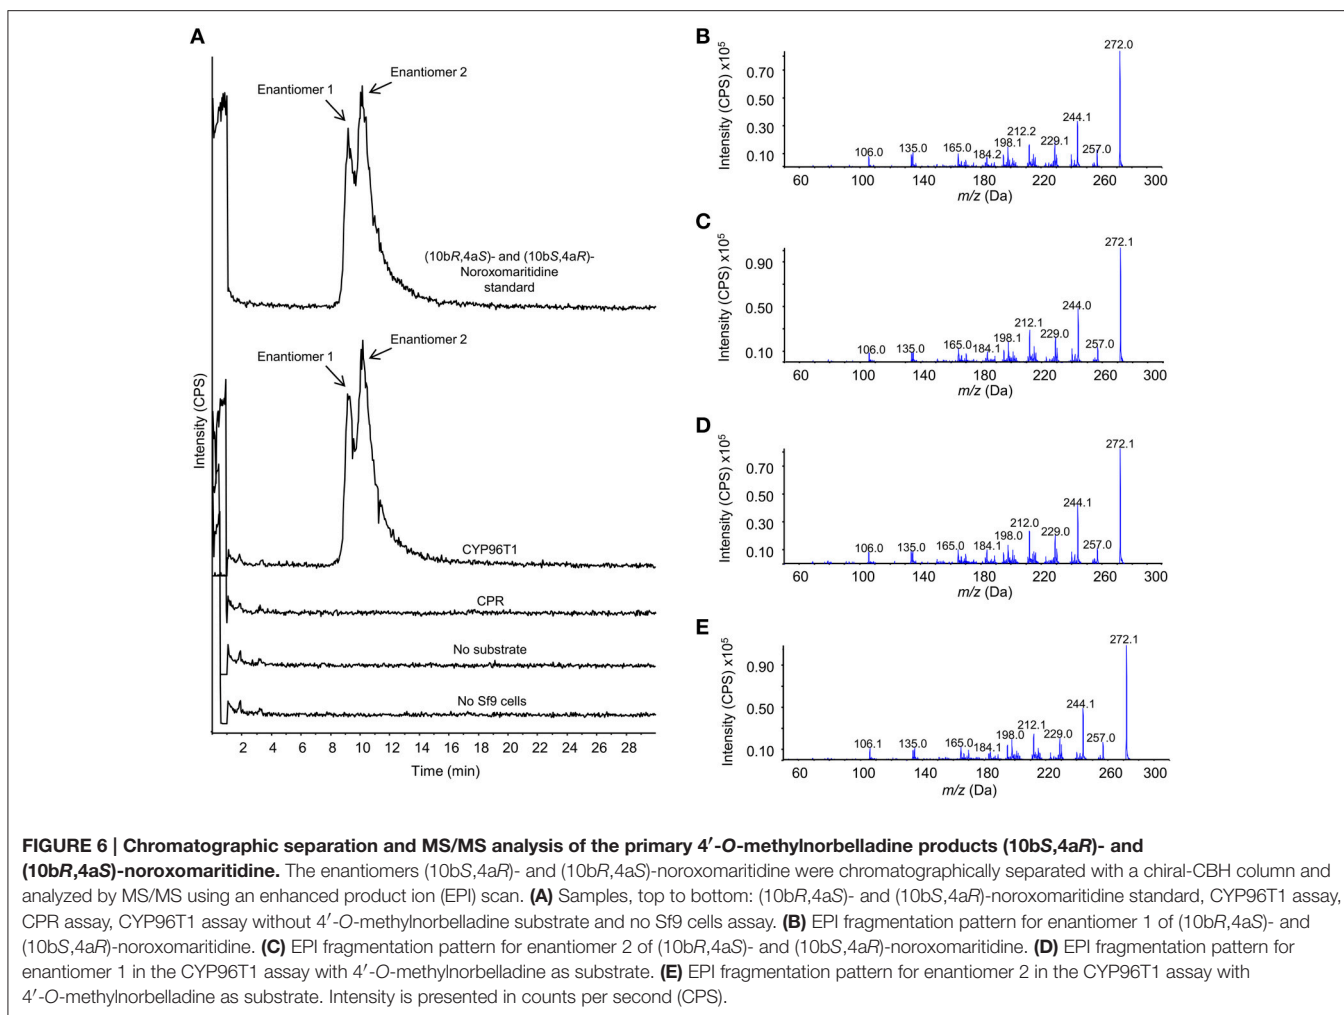 A
Enantiomer 1
Enantiomer 2
(10bR,4aS)- and (10bS,4aR)-
Noroxomaritidine
standard
Enantiomer 1
Enantiomer 2
CYP96T1
CPR
No substrate
No Sf9 cells
Intensity (CPS)
2 4 6 8 10 12 14 16 18 20 22 24 26 28
Time (min)
B
Intensity (CPS) x10⁵
0.70
0.50
0.30
0.10
106.0 135.0 165.0 184.2 198.1 212.2 229.1 244.1 257.0 272.0
60 100 140 180 220 260 300
m/z (Da)
C
Intensity (CPS) x10⁵
0.90
0.50
0.10
106.0 135.0 165.0 184.1 198.1 212.1 229.0 244.0 257.0 272.1
60 100 140 180 220 260 300
m/z (Da)
D
Intensity (CPS) x10⁵
0.70
0.50
0.30
0.10
106.0 135.0 165.0 184.1 198.0 212.0 229.0 244.1 257.0 272.1
60 100 140 180 220 260 300
m/z (Da)
E
Intensity (CPS) x10⁵
0.90
0.50
0.10
106.1 135.0 165.0 184.1 198.0 212.1 229.0 244.1 257.0 272.1
60 100 140 180 220 260 300
m/z (Da)
FIGURE 6 | Chromatographic separation and MS/MS analysis of the primary 4′-O-methylnorbelladine products (10bS,4aR)- and
(10bR,4aS)-noroxomaritidine. The enantiomers (10bS,4aR)- and (10bR,4aS)-noroxomaritidine were chromatographically separated with a chiral-CBH column and
analyzed by MS/MS using an enhanced product ion (EPI) scan. (A) Samples, top to bottom: (10bR,4aS)- and (10bS,4aR)-noroxomaritidine standard, CYP96T1 assay,
CPR assay, CYP96T1 assay without 4′-O-methylnorbelladine substrate and no Sf9 cells assay. (B) EPI fragmentation pattern for enantiomer 1 of (10bR,4aS)- and
(10bS,4aR)-noroxomaritidine. (C) EPI fragmentation pattern for enantiomer 2 of (10bR,4aS)- and (10bS,4aR)-noroxomaritidine. (D) EPI fragmentation pattern for
enantiomer 1 in the CYP96T1 assay with 4′-O-methylnorbelladine as substrate. (E) EPI fragmentation pattern for enantiomer 2 in the CYP96T1 assay with
4′-O-methylnorbelladine as substrate. Intensity is presented in counts per second (CPS).